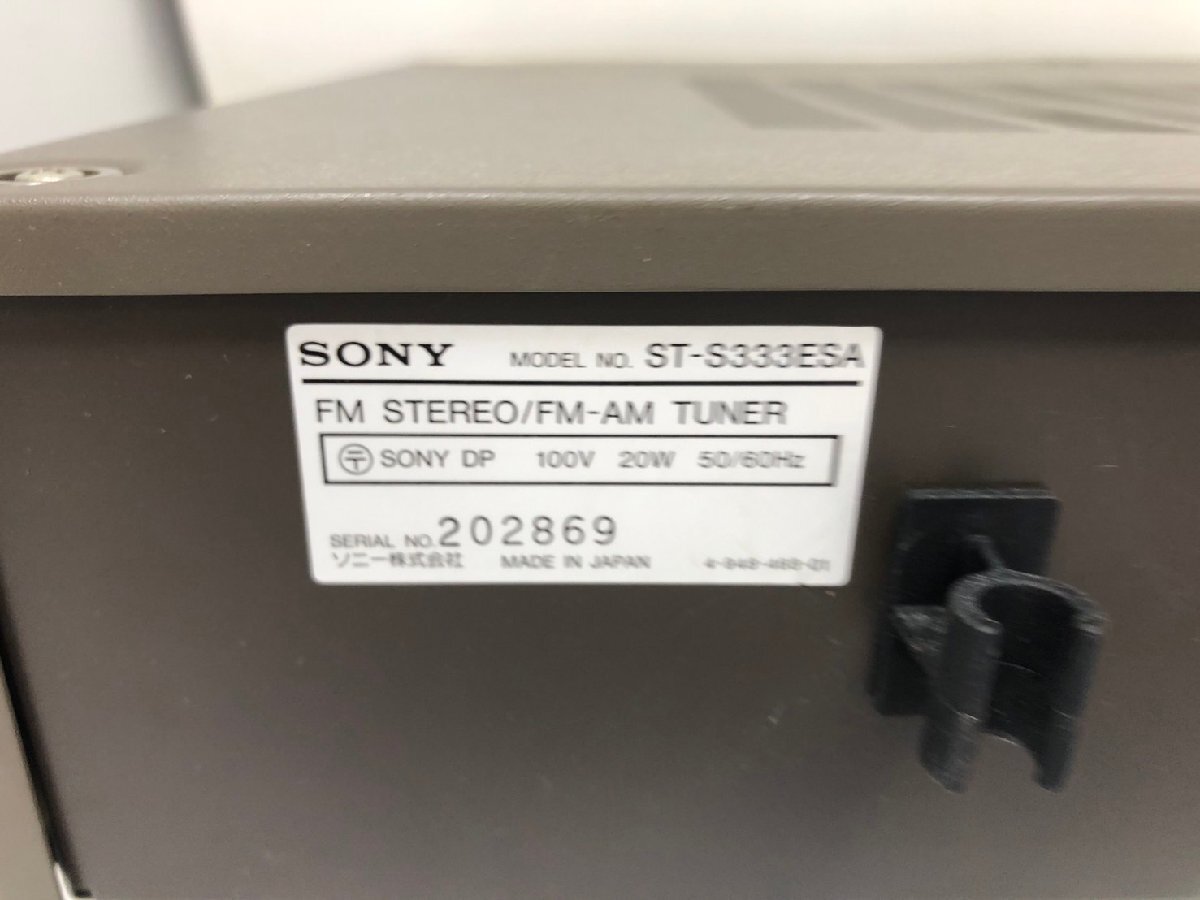 SONY MODEL NO. ST-S333ESA
FM STEREO/FM-AM TUNER
〒 SONY DP 100V 20W 50/60Hz
SERIAL NO. 202869
ソニー株式会社 MADE IN JAPAN